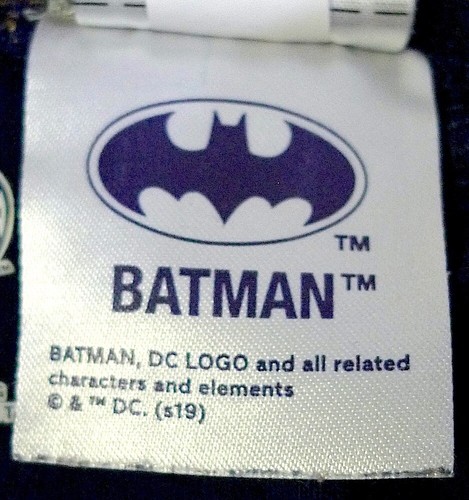 TM
BATMAN™
BATMAN, DC LOGO and all related
characters and elements
© & ™ DC. (s19)